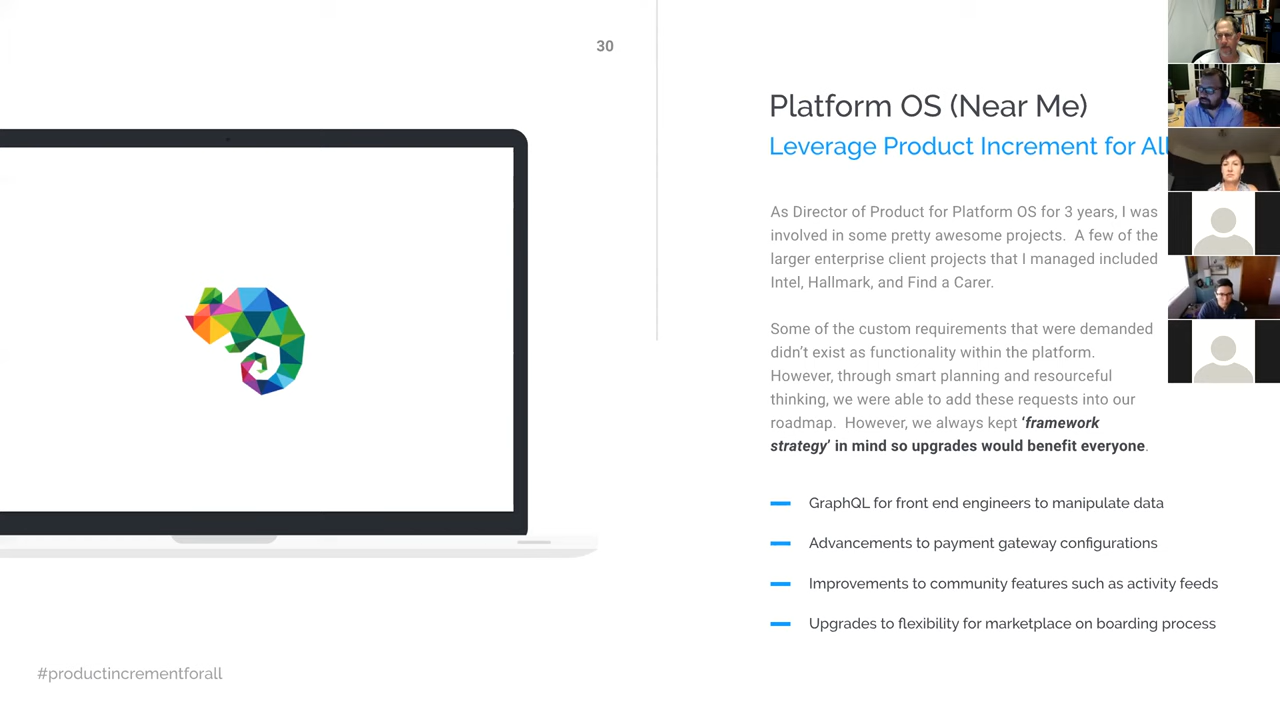 30
Platform OS (Near Me)
Leverage Product Increment for All
As Director of Product for Platform OS for 3 years, I was
involved in some pretty awesome projects.  A few of the
larger enterprise client projects that I managed included
Intel, Hallmark, and Find a Carer.
Some of the custom requirements that were demanded
didn’t exist as functionality within the platform.
However, through smart planning and resourceful
thinking, we were able to add these requests into our
roadmap.  However, we always kept ‘framework
strategy’ in mind so upgrades would benefit everyone.
GraphQL for front end engineers to manipulate data
Advancements to payment gateway configurations
Improvements to community features such as activity feeds
Upgrades to flexibility for marketplace on boarding process
#productincrementforall